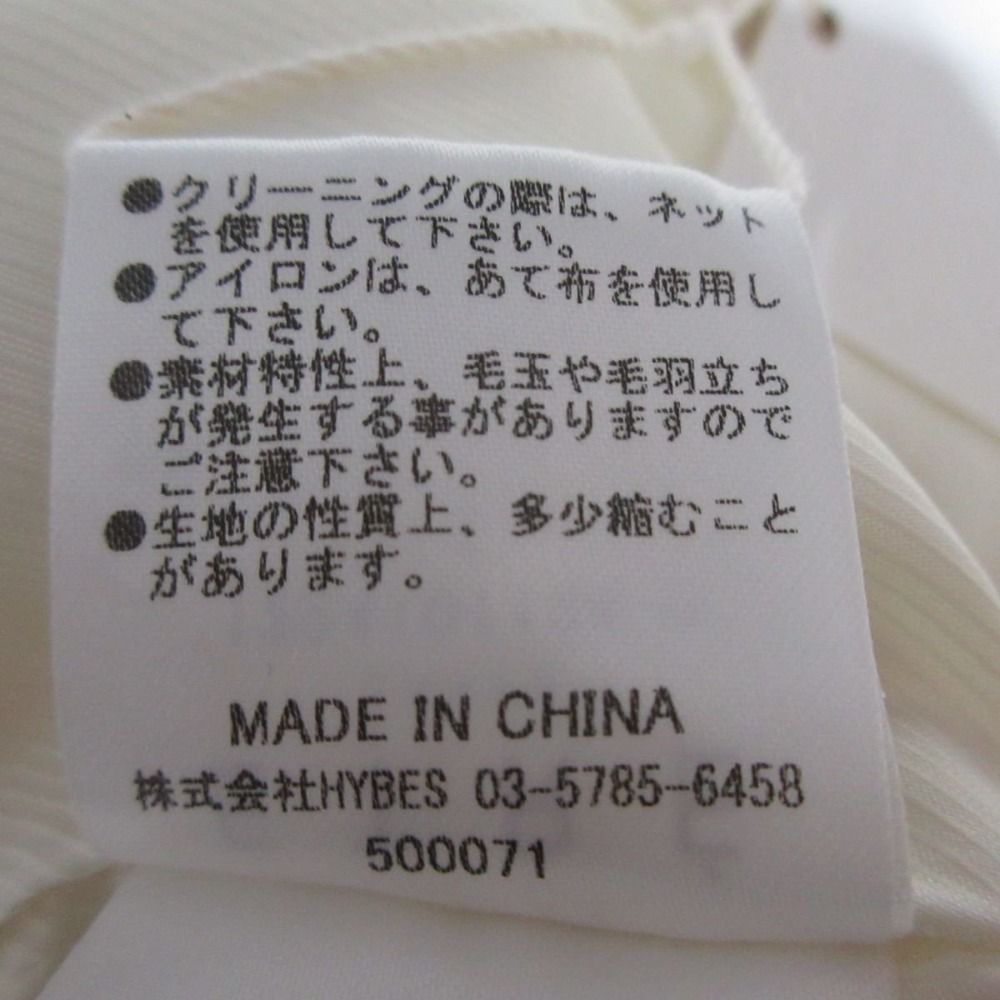 ●クリーニングの際は、ネット
を使用して下さい。
●アイロンは、あて布を使用し
て下さい。
●素材特性上、毛玉や毛羽立ち
が発生する事がありますので
ご注意下さい。
●生地の性質上、多少縮むこと
があります。
MADE IN CHINA
株式会社HYBES 03-5785-6458
500071